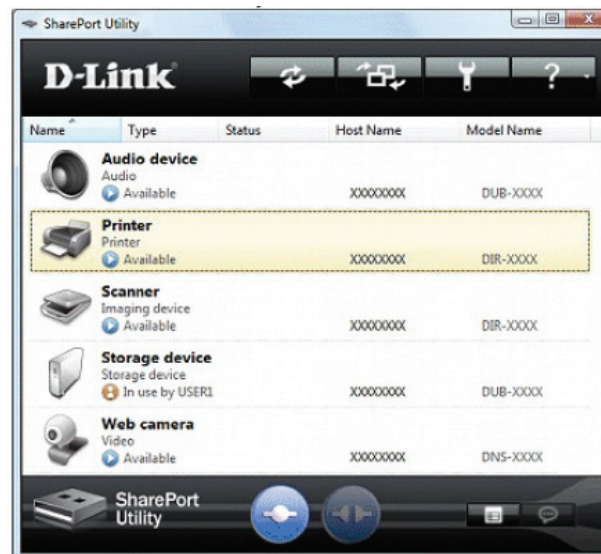 SharePort Utility
D-Link
?
Name Type Status Host Name Model Name
Audio device
Audio
Available XXXXXXXX DUB-XXXX
Printer
Printer
Available XXXXXXXX DIR-XXXX
Scanner
Imaging device
Available XXXXXXXX DIR-XXXX
Storage device
Storage device
In use by USER1 XXXXXXXX DUB-XXXX
Web camera
Video
Available XXXXXXXX DNS-XXXX
SharePort
Utility